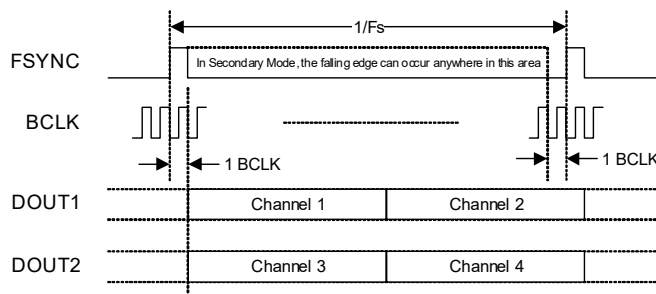 1/Fs
FSYNC
In Secondary Mode, the falling edge can occur anywhere in this area
BCLK
1 BCLK
1 BCLK
DOUT1
Channel 1
Channel 2
DOUT2
Channel 3
Channel 4